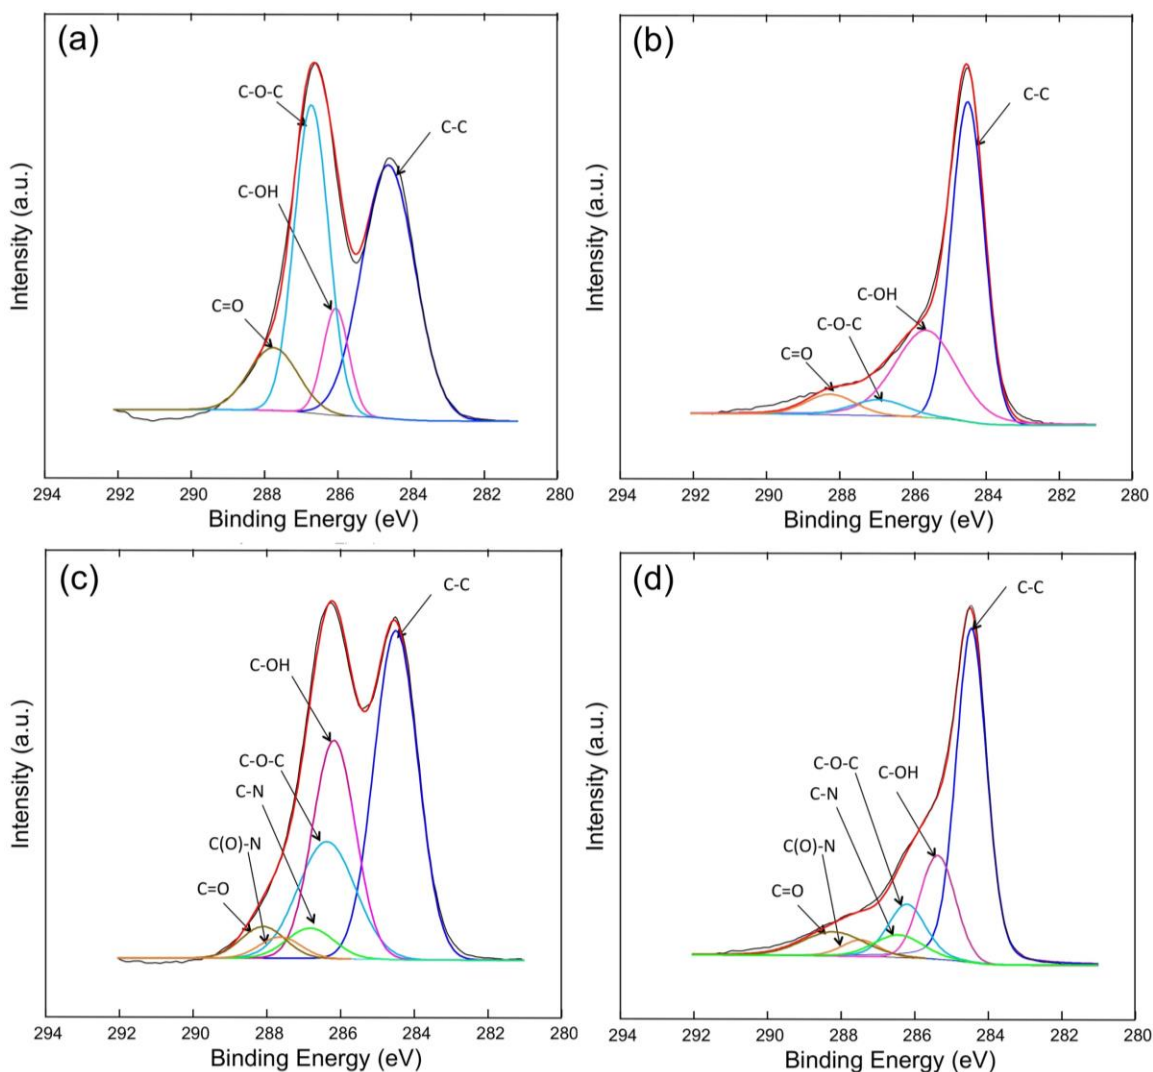 (a)
C-O-C
C-C
C-OH
C=O
Intensity (a.u.)
294 292 290 288 286 284 282 280
Binding Energy (eV)
(b)
C-C
C-OH
C-O-C
C=O
Intensity (a.u.)
294 292 290 288 286 284 282 280
Binding Energy (eV)
(c)
C-C
C-OH
C-O-C
C-N
C(O)-N
C=O
Intensity (a.u.)
294 292 290 288 286 284 282 280
Binding Energy (eV)
(d)
C-C
C-O-C
C-OH
C-N
C(O)-N
C=O
Intensity (a.u.)
294 292 290 288 286 284 282 280
Binding Energy (eV)